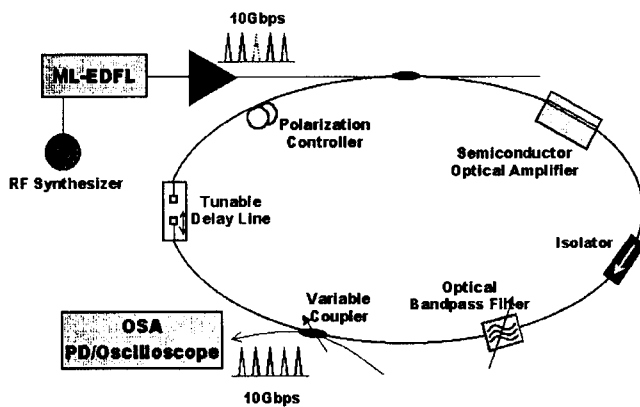 10Gbps
ML-EDFL
RF Synthesizer
Polarization
Controller
Semiconductor
Optical Amplifier
Tunable
Delay Line
Isolator
Optical
Bandpass Filter
Variable
Coupler
OSA
PD/Oscilloscope
10Gbps